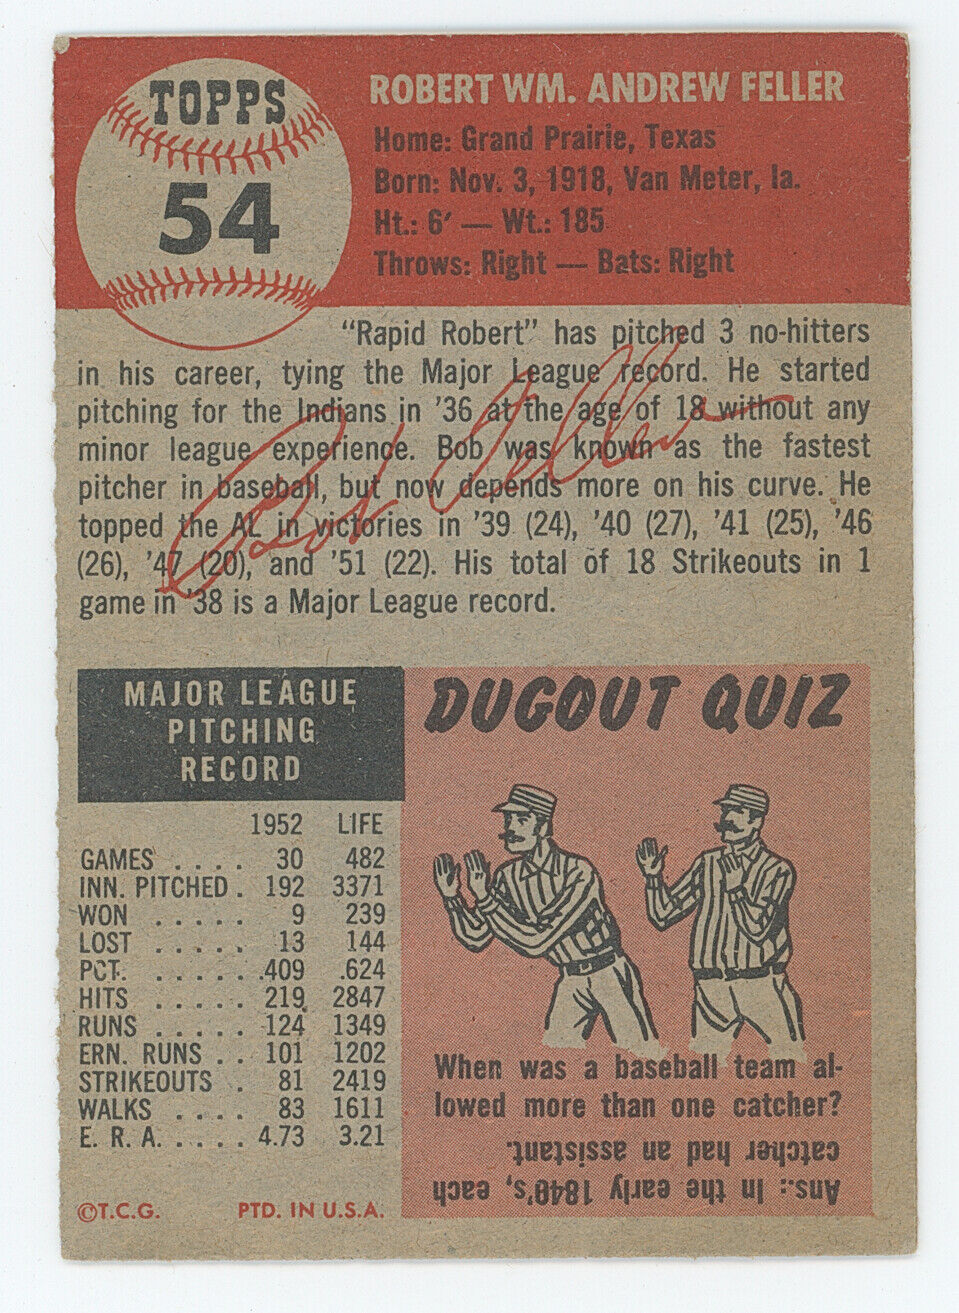 TOPPS
54
ROBERT WM. ANDREW FELLER
Home: Grand Prairie, Texas
Born: Nov. 3, 1918, Van Meter, Ia.
Ht.: 6′ — Wt.: 185
Throws: Right — Bats: Right
"Rapid Robert" has pitched 3 no-hitters
in his career, tying the Major League record. He started
pitching for the Indians in '36 at the age of 18 without any
minor league experience. Bob was known as the fastest
pitcher in baseball, but now depends more on his curve. He
topped the AL in victories in '39 (24), '40 (27), '41 (25), '46
(26), '47 (20), and '51 (22). His total of 18 Strikeouts in 1
game in '38 is a Major League record.
Bob Feller
MAJOR LEAGUE
PITCHING
RECORD
1952 LIFE
GAMES . . . . 30 482
INN. PITCHED . 192 3371
WON . . . . . 9 239
LOST . . . . . 13 144
PCT. . . . . . . .409 .624
HITS . . . . . 219 2847
RUNS . . . . . 124 1349
ERN. RUNS . . 101 1202
STRIKEOUTS . 81 2419
WALKS . . . . 83 1611
E. R. A. . . . . . 4.73 3.21
©T.C.G. PTD. IN U.S.A.
DUGOUT QUIZ
When was a baseball team al-
lowed more than one catcher?
Ans.: In the early 1840's, each
catcher had an assistant.